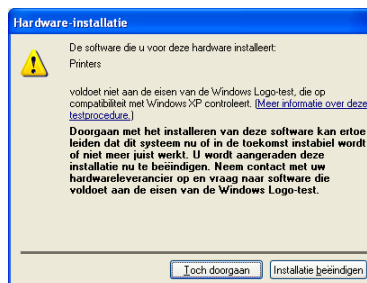 Hardware-installatie
De software die u voor deze hardware installeert:
Printers
voldoet niet aan de eisen van de Windows Logo-test, die op
compatibiliteit met Windows XP controleert. (Meer informatie over deze
testprocedure.)
Doorgaan met het installeren van deze software kan ertoe
leiden dat dit systeem nu of in de toekomst instabiel wordt
of niet meer juist werkt. U wordt aangeraden deze
installatie nu te beëindigen. Neem contact met uw
hardwareleverancier op en vraag naar software die
voldoet aan de eisen van de Windows Logo-test.
Toch doorgaan Installatie beëindigen